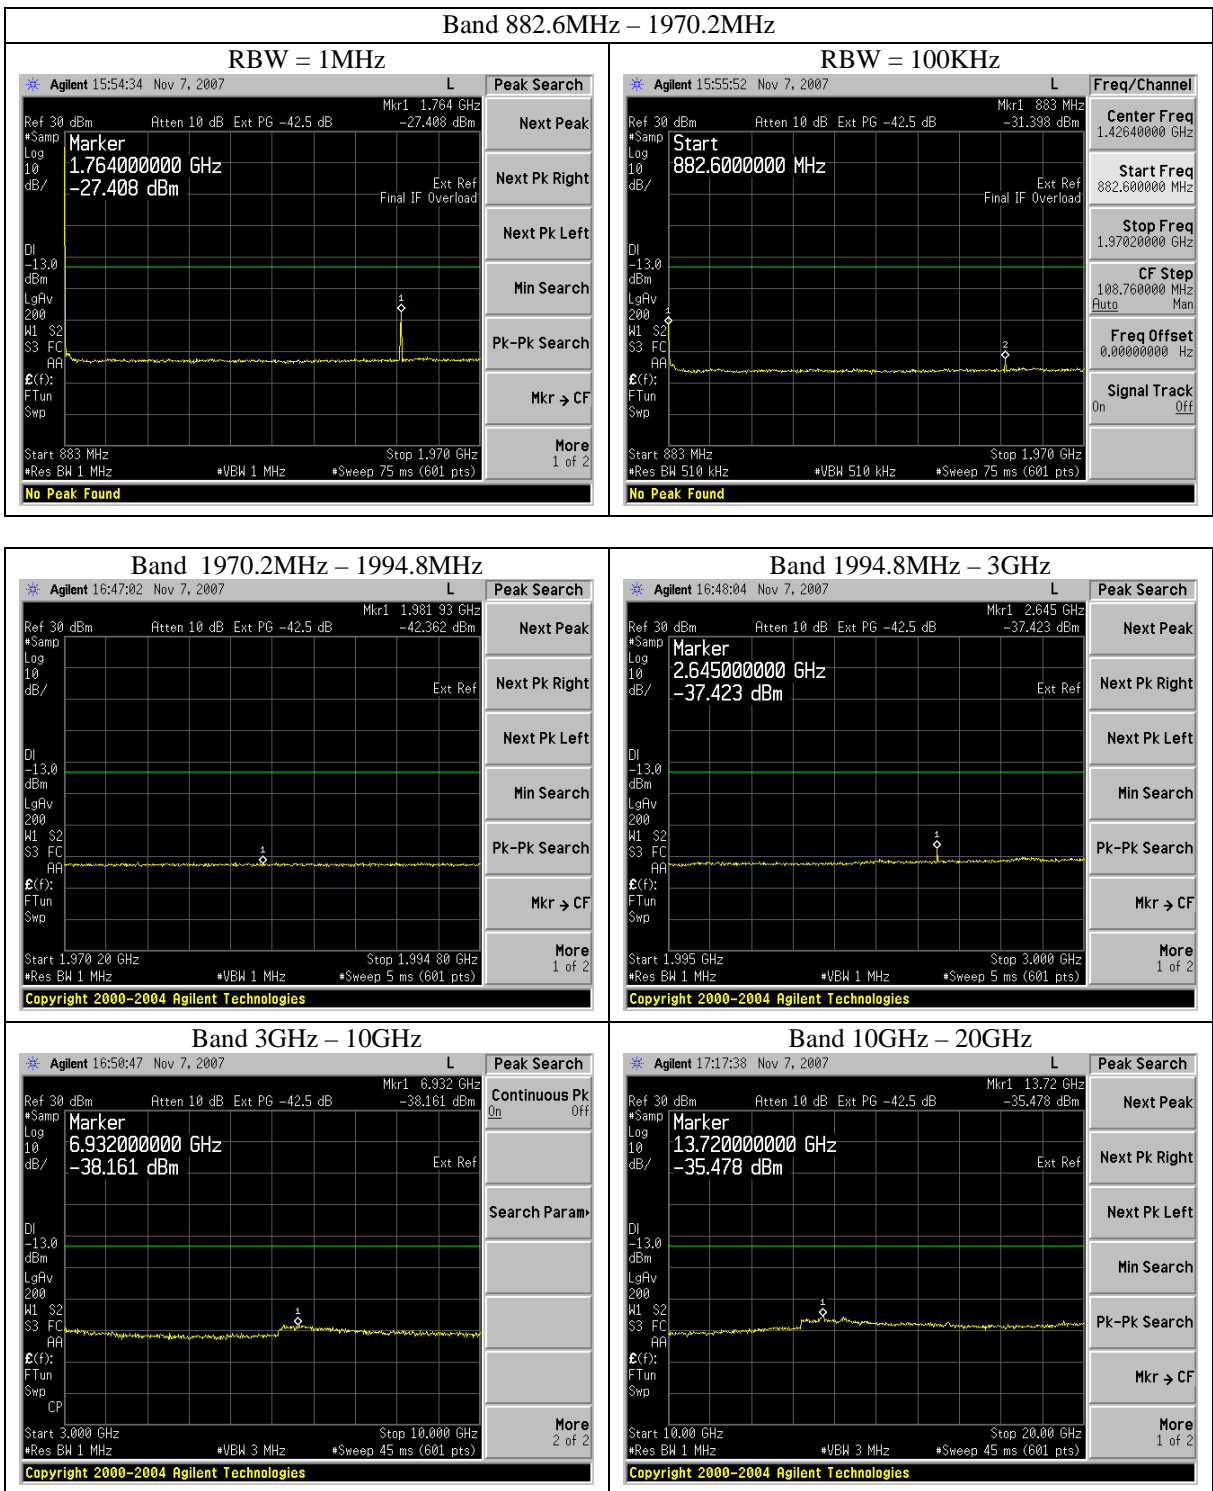 Band 882.6MHz – 1970.2MHz
RBW = 1MHz
Agilent 15:54:34 Nov 7, 2007 L Peak Search
Mkr1 1.764 GHz
Ref 30 dBm Atten 10 dB Ext PG -42.5 dB -27.408 dBm
#Samp
Log
10
dB/
Marker
1.764000000 GHz
-27.408 dBm
Ext Ref
Final IF Overload
DI
-13.0
dBm
LgAv
200
W1 S2
S3 FC
AA
£(f):
FTun
Swp
1
Start 883 MHz Stop 1.970 GHz
#Res BW 1 MHz #VBW 1 MHz #Sweep 75 ms (601 pts)
No Peak Found
Next Peak
Next Pk Right
Next Pk Left
Min Search
Pk-Pk Search
Mkr → CF
More
1 of 2
RBW = 100KHz
Agilent 15:55:52 Nov 7, 2007 L Freq/Channel
Mkr1 883 MHz
Ref 30 dBm Atten 10 dB Ext PG -42.5 dB -31.398 dBm
#Samp
Log
10
dB/
Start
882.6000000 MHz
Ext Ref
Final IF Overload
DI
-13.0
dBm
LgAv
200
W1 S2
S3 FC
AA
£(f):
FTun
Swp
1
2
Start 883 MHz Stop 1.970 GHz
#Res BW 510 kHz #VBW 510 kHz #Sweep 75 ms (601 pts)
No Peak Found
Center Freq
1.42640000 GHz
Start Freq
882.600000 MHz
Stop Freq
1.97020000 GHz
CF Step
108.760000 MHz
Auto Man
Freq Offset
0.00000000 Hz
Signal Track
On Off
Band 1970.2MHz – 1994.8MHz
Agilent 16:47:02 Nov 7, 2007 L Peak Search
Mkr1 1.981 93 GHz
Ref 30 dBm Atten 10 dB Ext PG -42.5 dB -42.362 dBm
#Samp
Log
10
dB/
Ext Ref
DI
-13.0
dBm
LgAv
200
W1 S2
S3 FC
AA
£(f):
FTun
Swp
1
Start 1.970 20 GHz Stop 1.994 80 GHz
#Res BW 1 MHz #VBW 1 MHz #Sweep 5 ms (601 pts)
Copyright 2000-2004 Agilent Technologies
Next Peak
Next Pk Right
Next Pk Left
Min Search
Pk-Pk Search
Mkr → CF
More
1 of 2
Band 1994.8MHz – 3GHz
Agilent 16:48:04 Nov 7, 2007 L Peak Search
Mkr1 2.645 GHz
Ref 30 dBm Atten 10 dB Ext PG -42.5 dB -37.423 dBm
#Samp
Log
10
dB/
Marker
2.645000000 GHz
-37.423 dBm
Ext Ref
DI
-13.0
dBm
LgAv
200
W1 S2
S3 FC
AA
£(f):
FTun
Swp
1
Start 1.995 GHz Stop 3.000 GHz
#Res BW 1 MHz #VBW 1 MHz #Sweep 5 ms (601 pts)
Copyright 2000-2004 Agilent Technologies
Next Peak
Next Pk Right
Next Pk Left
Min Search
Pk-Pk Search
Mkr → CF
More
1 of 2
Band 3GHz – 10GHz
Agilent 16:50:47 Nov 7, 2007 L Peak Search
Mkr1 6.932 GHz
Ref 30 dBm Atten 10 dB Ext PG -42.5 dB -38.161 dBm
#Samp
Log
10
dB/
Marker
6.932000000 GHz
-38.161 dBm
Ext Ref
DI
-13.0
dBm
LgAv
200
W1 S2
S3 FC
AA
£(f):
FTun
Swp
CP
1
Start 3.000 GHz Stop 10.000 GHz
#Res BW 1 MHz #VBW 3 MHz #Sweep 45 ms (601 pts)
Copyright 2000-2004 Agilent Technologies
Continuous Pk
On Off
Search Param
More
2 of 2
Band 10GHz – 20GHz
Agilent 17:17:38 Nov 7, 2007 L Peak Search
Mkr1 13.72 GHz
Ref 30 dBm Atten 10 dB Ext PG -42.5 dB -35.478 dBm
#Samp
Log
10
dB/
Marker
13.720000000 GHz
-35.478 dBm
Ext Ref
DI
-13.0
dBm
LgAv
200
W1 S2
S3 FC
AA
£(f):
FTun
Swp
1
Start 10.00 GHz Stop 20.00 GHz
#Res BW 1 MHz #VBW 3 MHz #Sweep 45 ms (601 pts)
Copyright 2000-2004 Agilent Technologies
Next Peak
Next Pk Right
Next Pk Left
Min Search
Pk-Pk Search
Mkr → CF
More
1 of 2